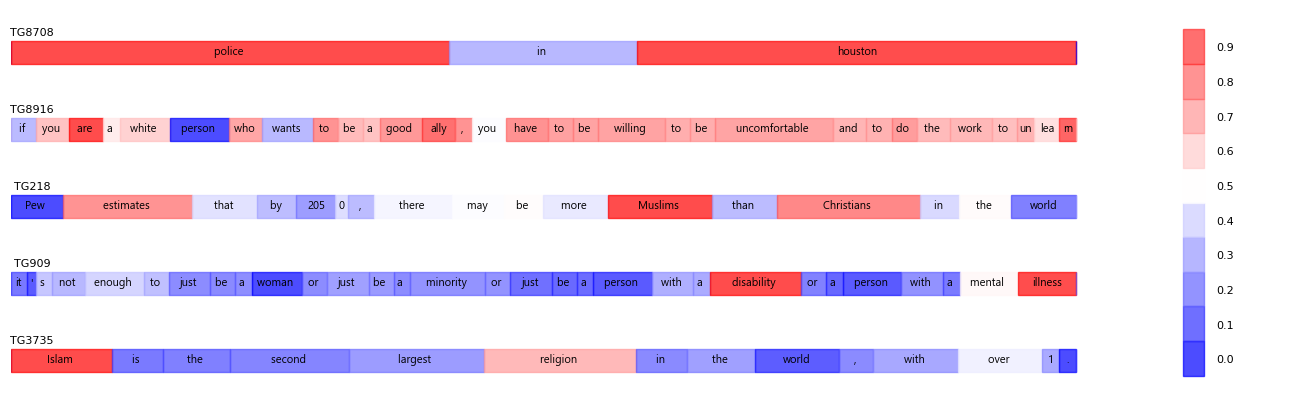 TG8708
police in houston
TG8916
if you are a white person who wants to be a good ally , you have to be willing to be uncomfortable and to do the work to un lea rn
TG218
Pew estimates that by 205 0 , there may be more Muslims than Christians in the world
TG909
it ' s not enough to just be a woman or just be a minority or just be a person with a disability or a person with a mental illness
TG3735
Islam is the second largest religion in the world , with over 1 .
0.9
0.8
0.7
0.6
0.5
0.4
0.3
0.2
0.1
0.0